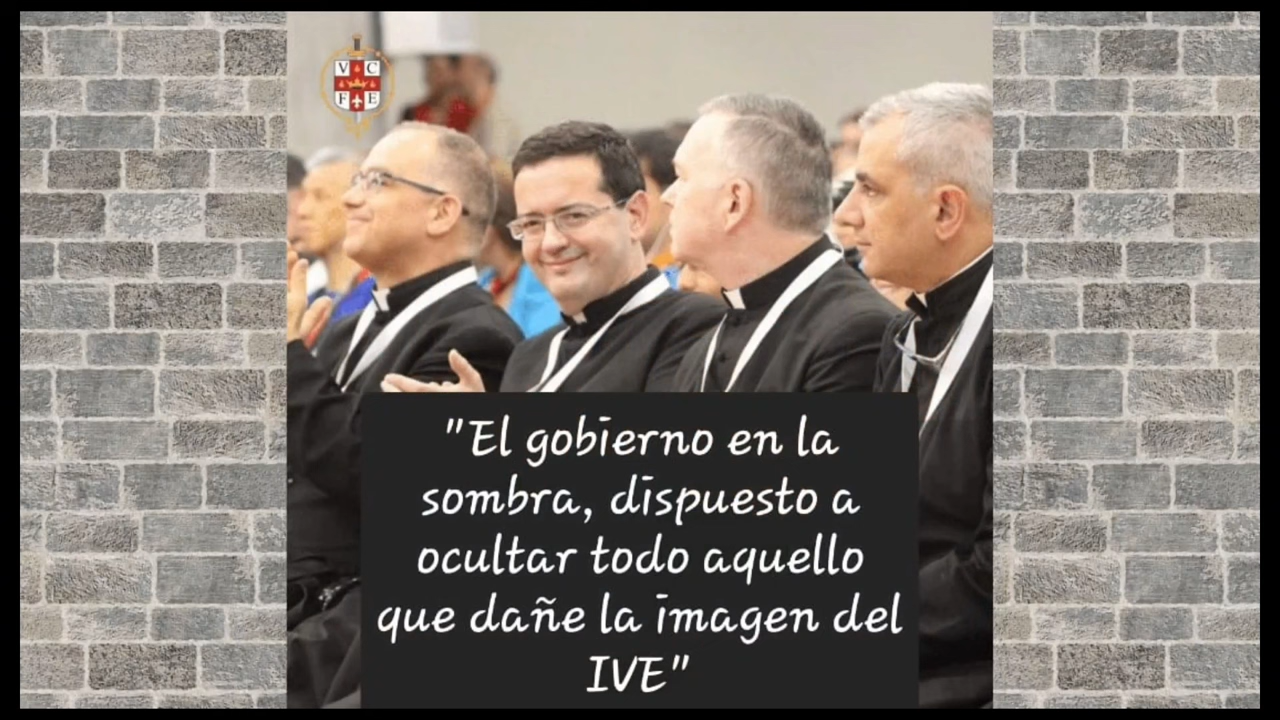 V C
F E
"El gobierno en la
sombra, dispuesto a
ocultar todo aquello
que dañe la imagen del
IVE"